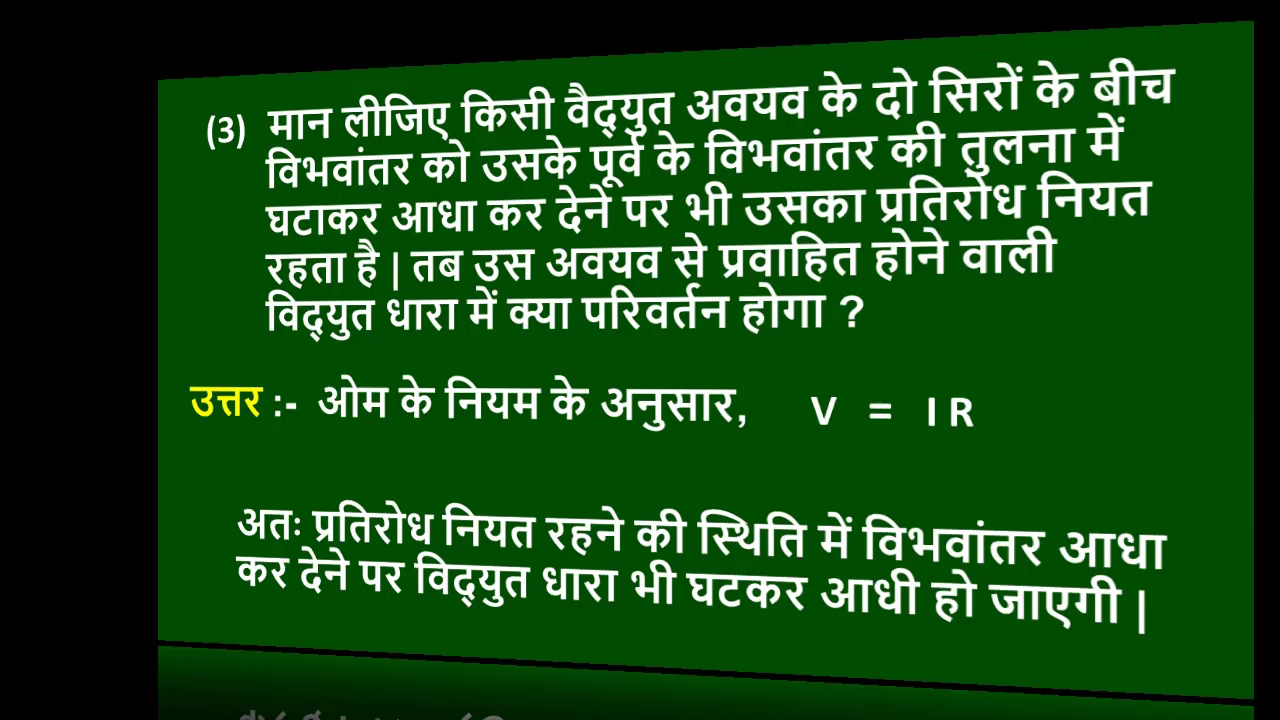 (3) मान लीजिए किसी वैद्युत अवयव के दो सिरों के बीच
विभवांतर को उसके पूर्व के विभवांतर की तुलना में
घटाकर आधा कर देने पर भी उसका प्रतिरोध नियत
रहता है | तब उस अवयव से प्रवाहित होने वाली
विद्युत धारा में क्या परिवर्तन होगा ?
उत्तर :- ओम के नियम के अनुसार, V = I R
अतः प्रतिरोध नियत रहने की स्थिति में विभवांतर आधा
कर देने पर विद्युत धारा भी घटकर आधी हो जाएगी |